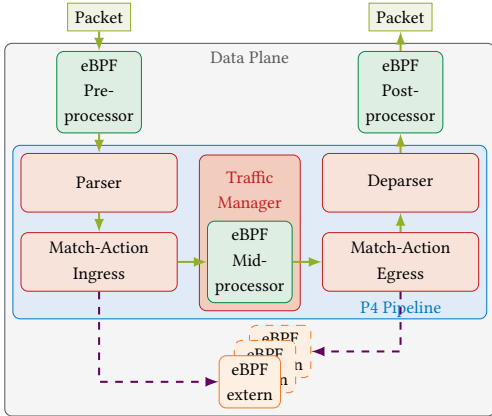 Packet
Packet
Data Plane
eBPF
Pre-
processor
eBPF
Post-
processor
Parser
Traffic
Manager
Deparser
Match-Action
Ingress
eBPF
Mid-
processor
Match-Action
Egress
P4 Pipeline
eBPF
eBPF
eBPF
extern